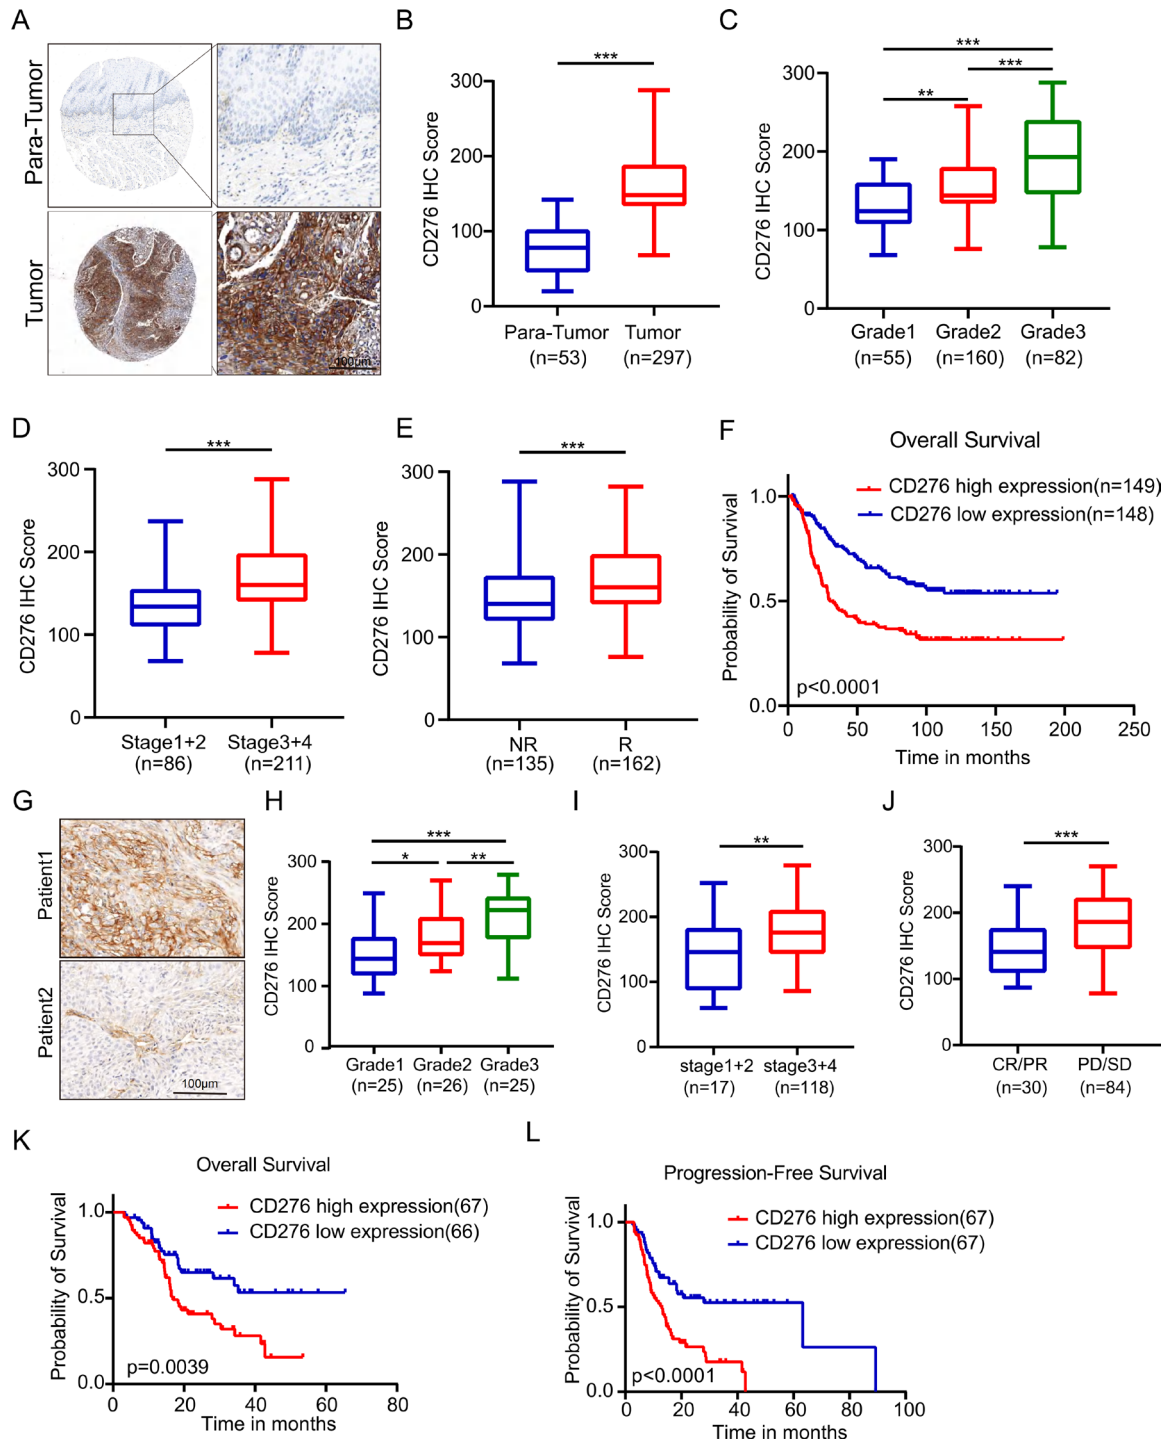 A
Para-Tumor
Tumor
100μm
B
***
CD276 IHC Score
300
200
100
0
Para-Tumor
(n=53)
Tumor
(n=297)
C
***
***
**
CD276 IHC Score
300
200
100
0
Grade1
(n=55)
Grade2
(n=160)
Grade3
(n=82)
D
***
CD276 IHC Score
300
200
100
0
Stage1+2
(n=86)
Stage3+4
(n=211)
E
***
CD276 IHC Score
300
200
100
0
NR
(n=135)
R
(n=162)
F
Overall Survival
CD276 high expression(n=149)
CD276 low expression(n=148)
Probability of Survival
1.0
0.5
0.0
p<0.0001
0 50 100 150 200 250
Time in months
G
Patient1
Patient2
100μm
H
***
* **
CD276 IHC Score
300
200
100
0
Grade1
(n=25)
Grade2
(n=26)
Grade3
(n=25)
I
**
CD276 IHC Score
300
200
100
0
stage1+2
(n=17)
stage3+4
(n=118)
J
***
CD276 IHC Score
300
200
100
0
CR/PR
(n=30)
PD/SD
(n=84)
K
Overall Survival
CD276 high expression(67)
CD276 low expression(66)
Probability of Survival
1.0
0.5
0.0
p=0.0039
0 20 40 60 80
Time in months
L
Progression-Free Survival
CD276 high expression(67)
CD276 low expression(67)
Probability of Survival
1.0
0.5
0.0
p<0.0001
0 20 40 60 80 100
Time in months